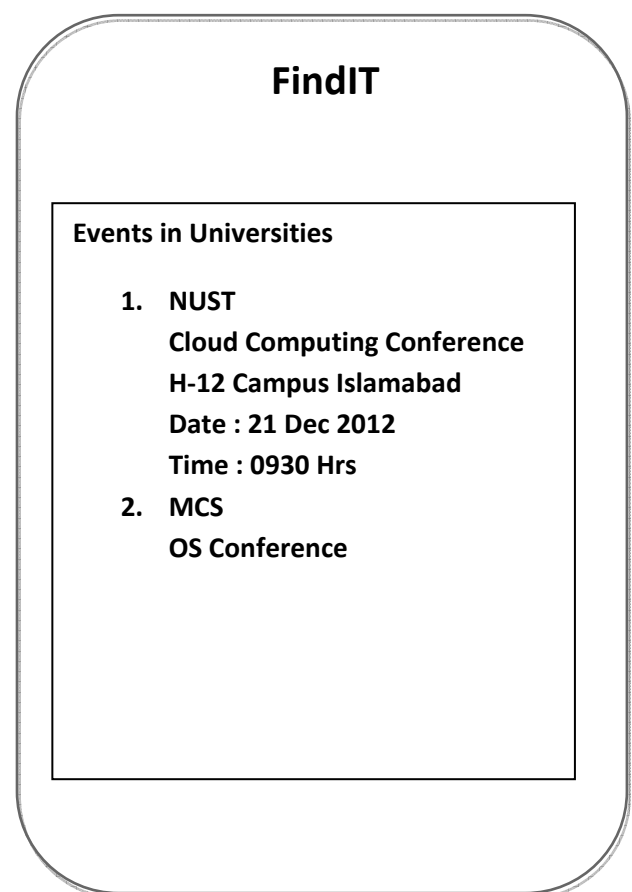 FindIT
Events in Universities
1. NUST
Cloud Computing Conference
H-12 Campus Islamabad
Date : 21 Dec 2012
Time : 0930 Hrs
2. MCS
OS Conference